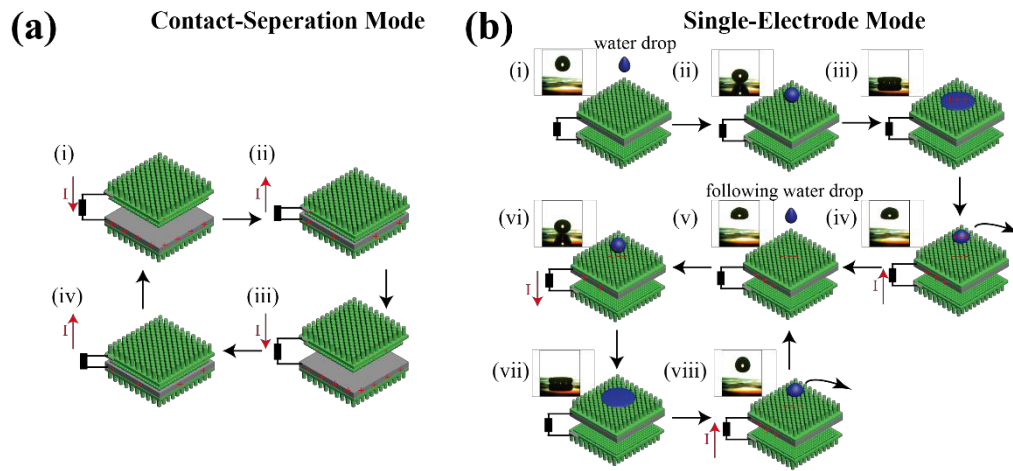 (a)
Contact-Seperation Mode
(i)
I
(ii)
I
(iv)
I
(iii)
I
(b)
Single-Electrode Mode
water drop
(i)
(ii)
(iii)
following water drop
(vi)
(v)
(iv)
I
I
(vii)
(viii)
I